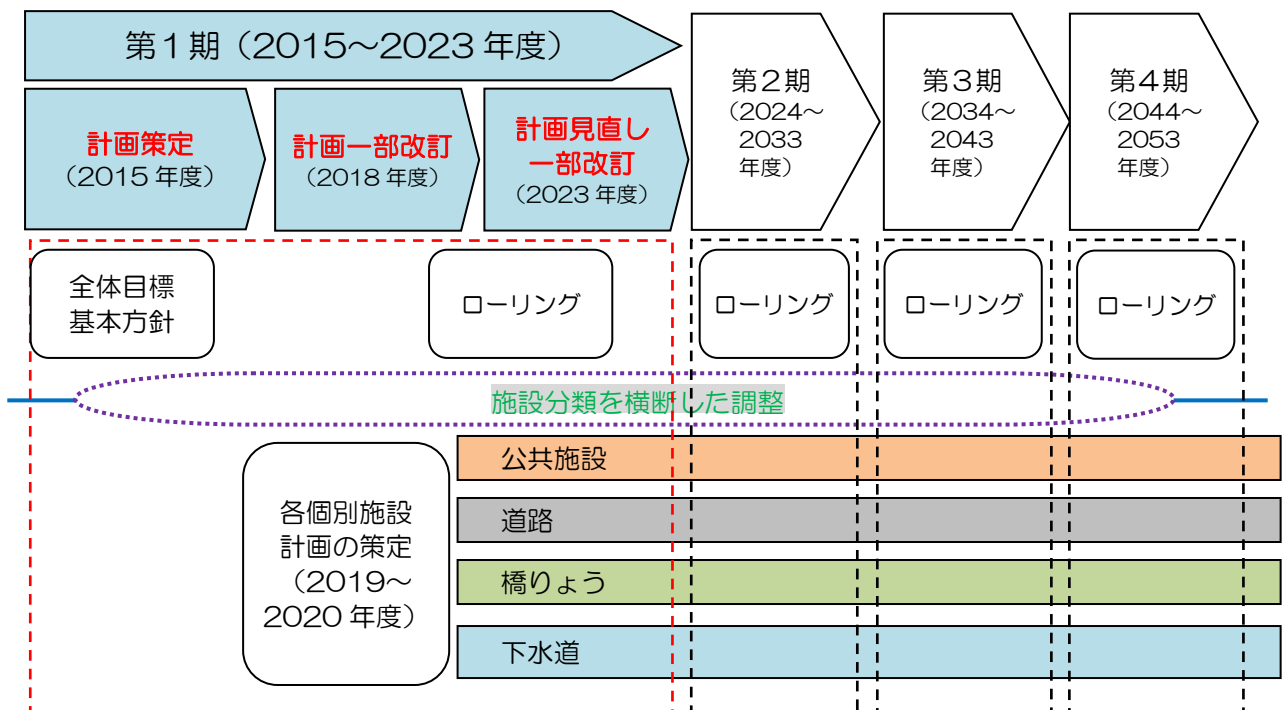 第１期（2015～2023 年度）
計画策定
（2015 年度）
計画一部改訂
（2018 年度）
計画見直し
一部改訂
（2023 年度）
第２期
（2024～
2033
年度）
第３期
（2034～
2043
年度）
第４期
（2044～
2053
年度）
全体目標
基本方針
ローリング
ローリング
ローリング
ローリング
施設分類を横断した調整
各個別施設
計画の策定
（2019～
2020 年度）
公共施設
道路
橋りょう
下水道